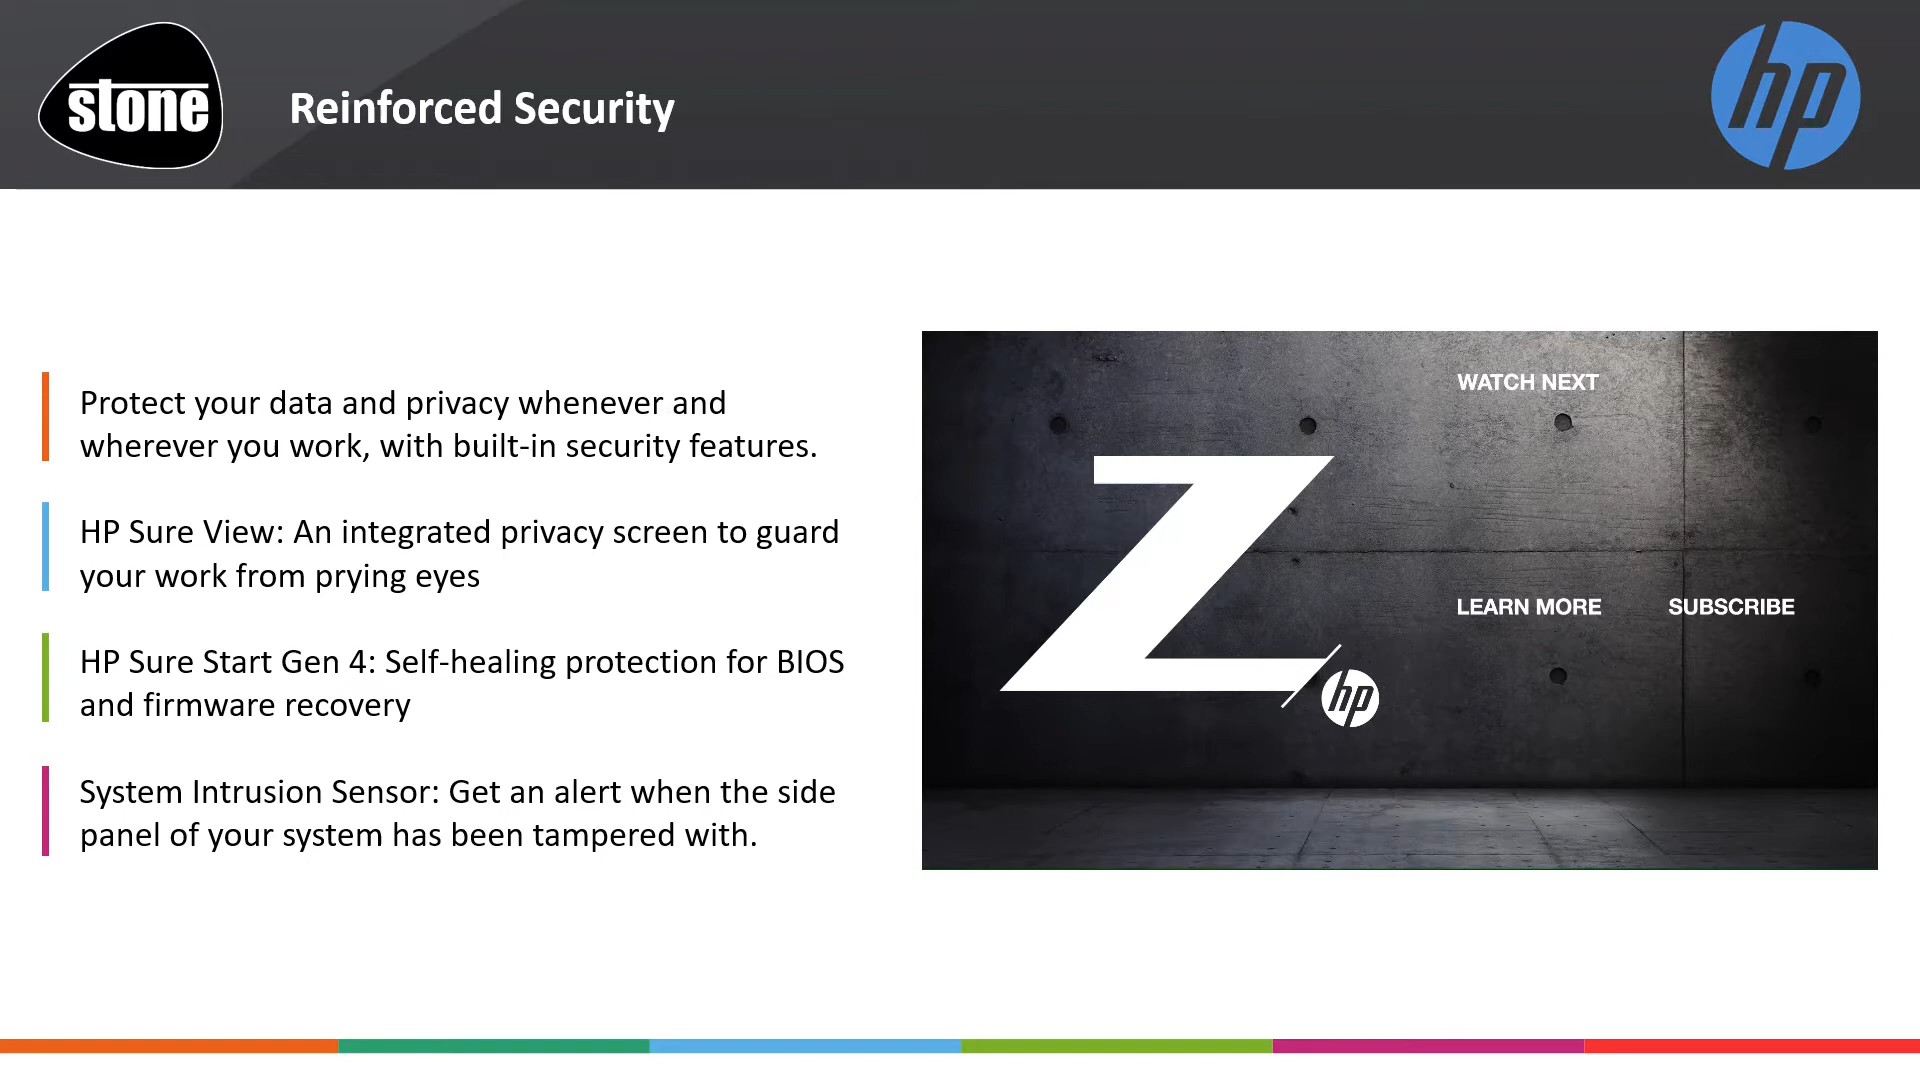 stone
Reinforced Security
hp
Protect your data and privacy whenever and
wherever you work, with built-in security features.
HP Sure View: An integrated privacy screen to guard
your work from prying eyes
HP Sure Start Gen 4: Self-healing protection for BIOS
and firmware recovery
System Intrusion Sensor: Get an alert when the side
panel of your system has been tampered with.
WATCH NEXT
Z
LEARN MORE SUBSCRIBE
hp